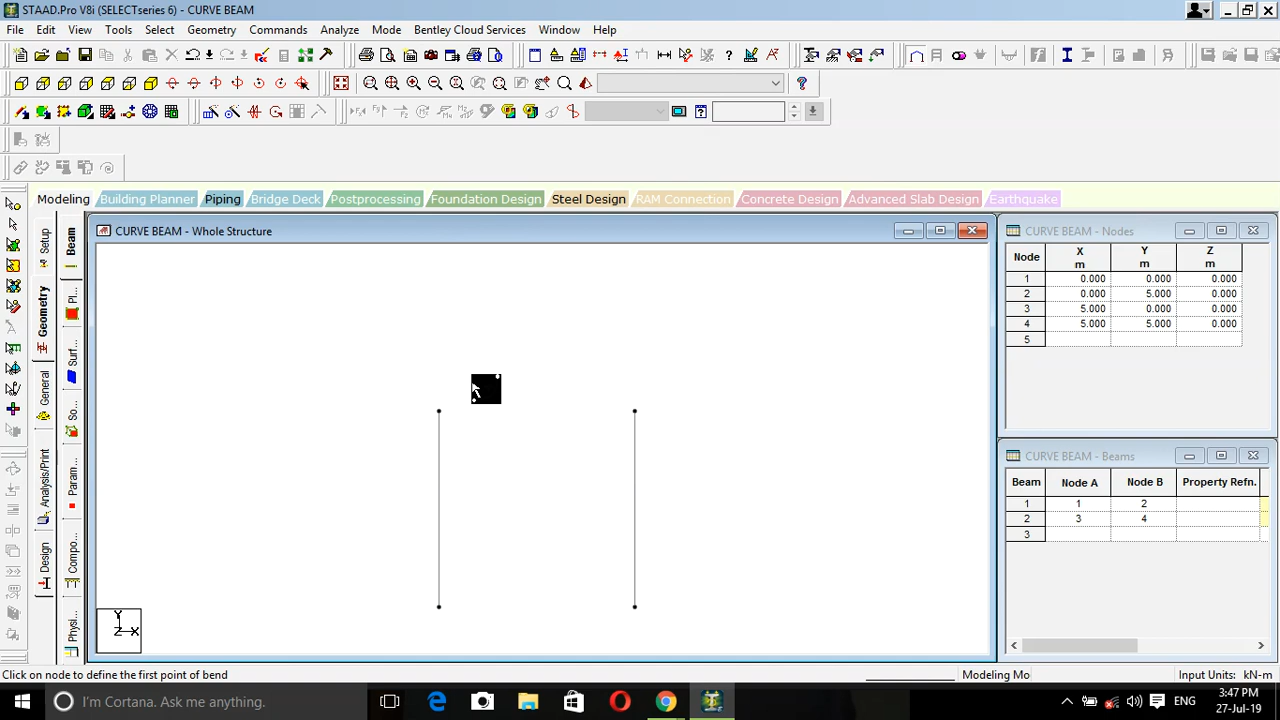 STAAD.Pro V8i (SELECTseries 6) - CURVE BEAM
File Edit View Tools Select Geometry Commands Analyze Mode Bentley Cloud Services Window Help
Modeling Building Planner Piping Bridge Deck Postprocessing Foundation Design Steel Design RAM Connection Concrete Design Advanced Slab Design Earthquake
Setup
Geometry
General
Analysis/Print
Design
Beam
Pl...
Surf...
So...
Param...
Compo...
Physi...
CURVE BEAM - Whole Structure
Y
Z X
CURVE BEAM - Nodes
Node X m Y m Z m
1 0.000 0.000 0.000
2 0.000 5.000 0.000
3 5.000 0.000 0.000
4 5.000 5.000 0.000
5
CURVE BEAM - Beams
Beam Node A Node B Property Refn.
1 1 2
2 3 4
3
Click on node to define the first point of bend Modeling Mo Input Units: kN-m
I'm Cortana. Ask me anything. ENG 3:47 PM
27-Jul-19